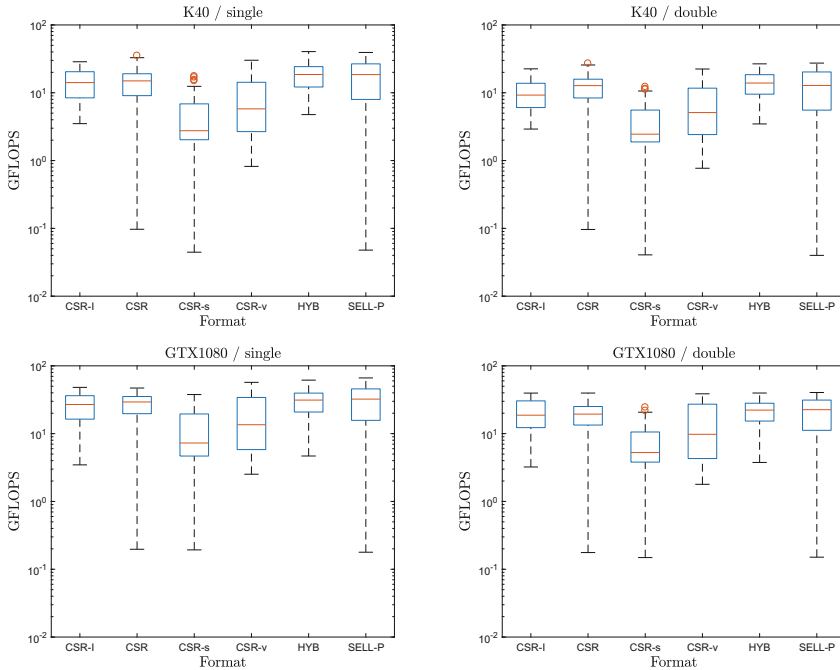 K40 / single
GFLOPS
10^2
10^1
10^0
10^-1
10^-2
CSR-I CSR CSR-s CSR-v HYB SELL-P
Format
K40 / double
GFLOPS
10^2
10^1
10^0
10^-1
10^-2
CSR-I CSR CSR-s CSR-v HYB SELL-P
Format
GTX1080 / single
GFLOPS
10^2
10^1
10^0
10^-1
10^-2
CSR-I CSR CSR-s CSR-v HYB SELL-P
Format
GTX1080 / double
GFLOPS
10^2
10^1
10^0
10^-1
10^-2
CSR-I CSR CSR-s CSR-v HYB SELL-P
Format